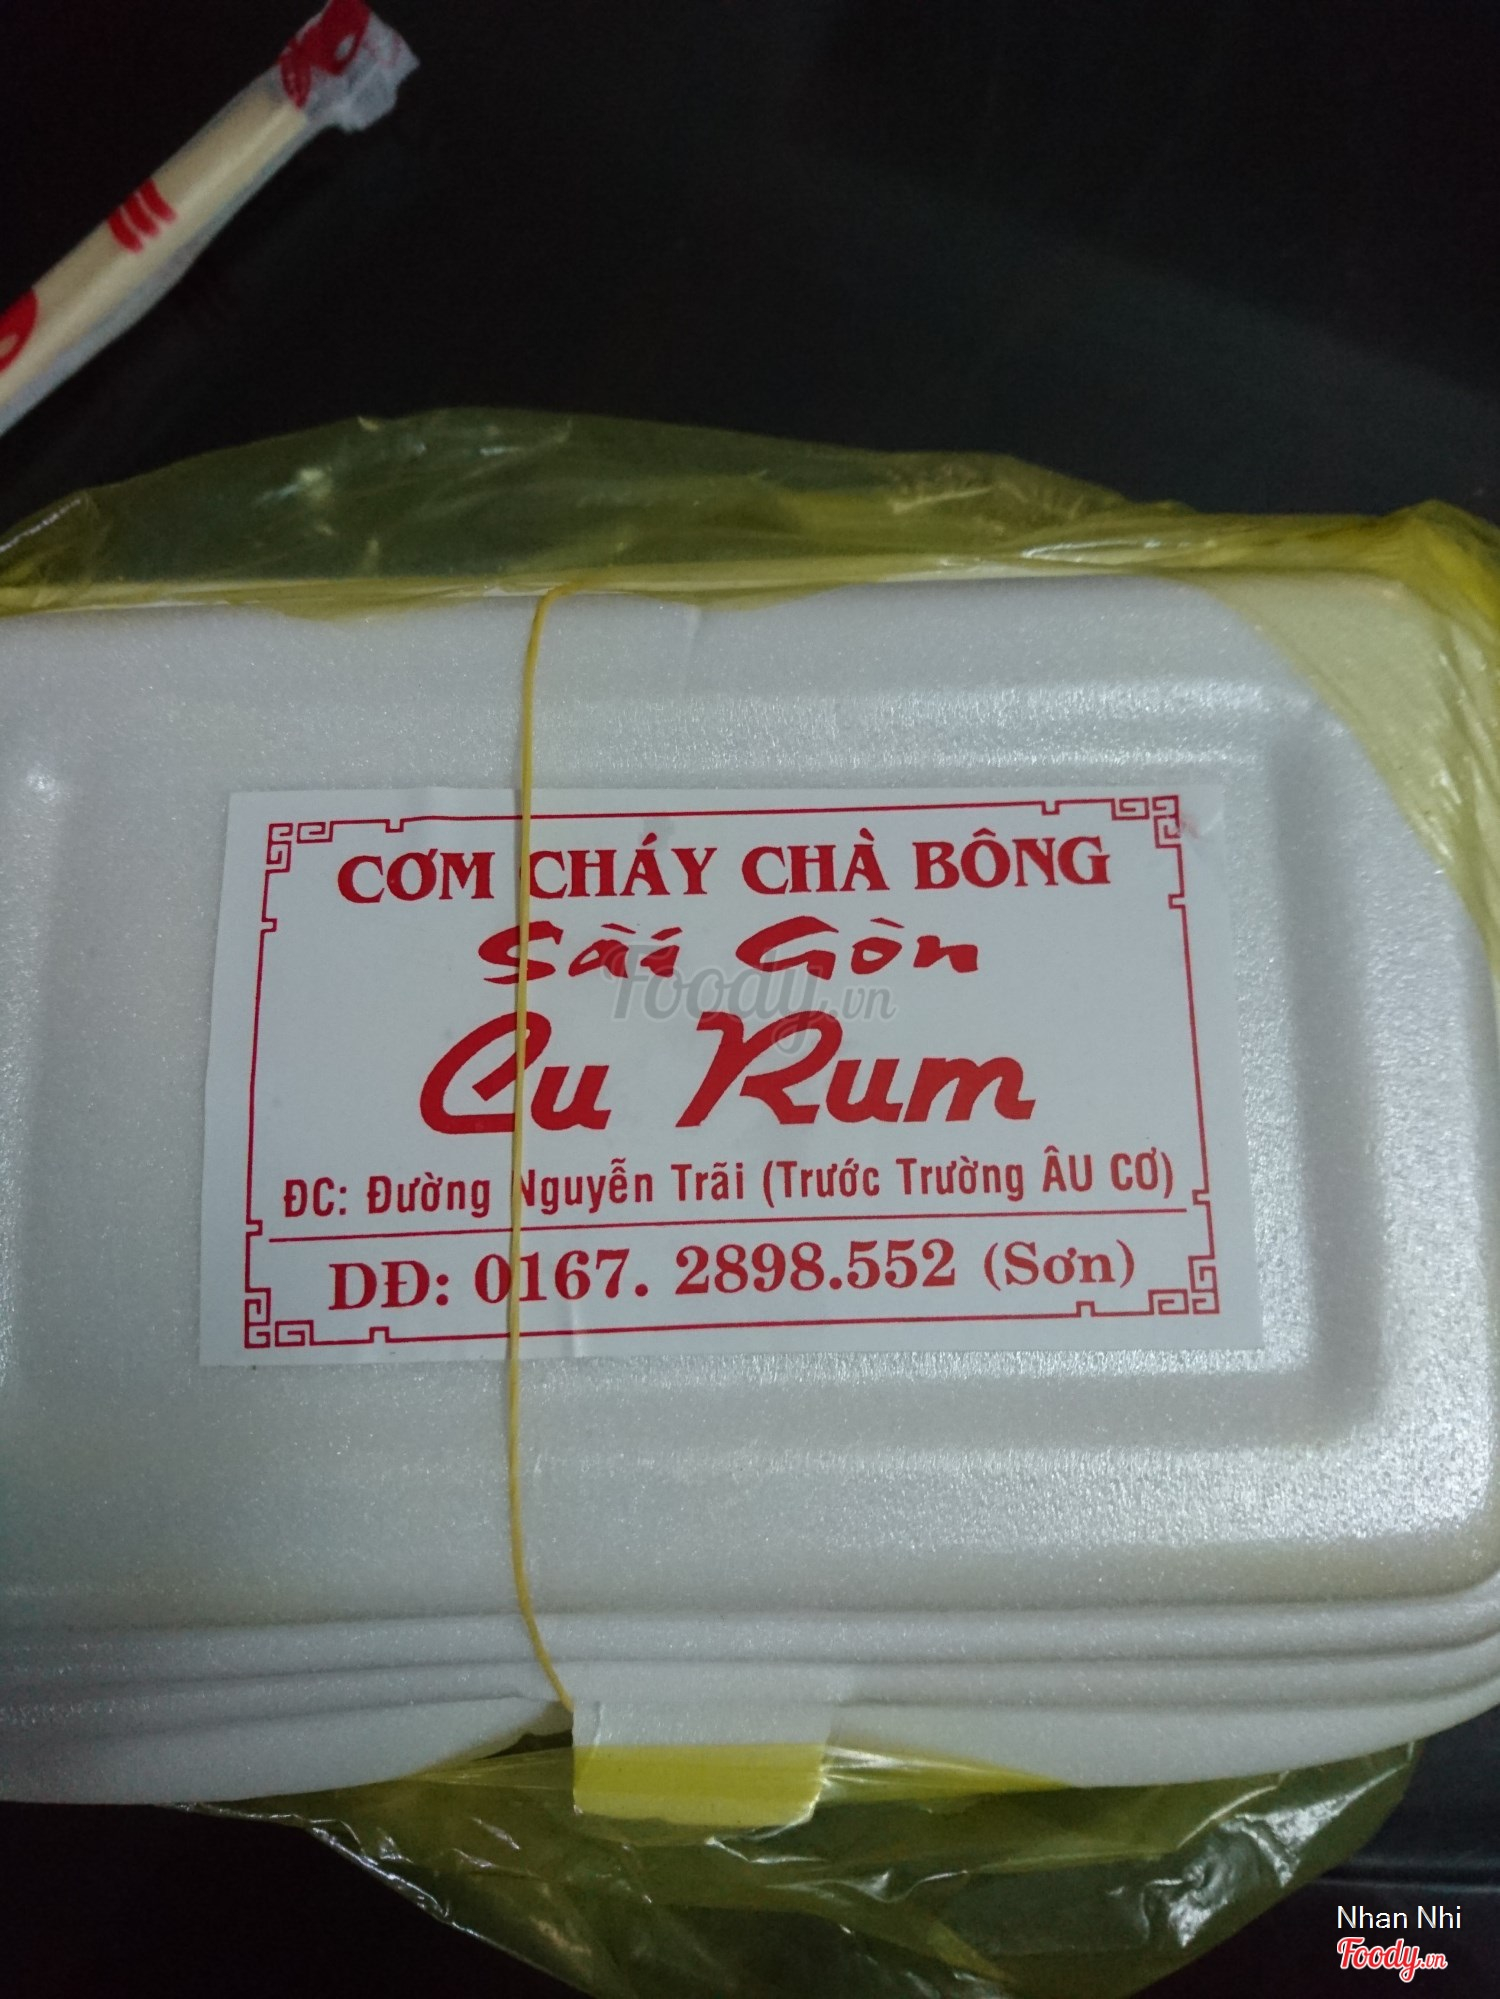 CƠM CHÁY CHÀ BÔNG
Sài Gòn
Foody.vn
Cu Rum
ĐC: Đường Nguyễn Trãi (Trước Trường ÂU CƠ)
DĐ: 0167. 2898.552 (Sơn)
Nhan Nhi
Foody.vn